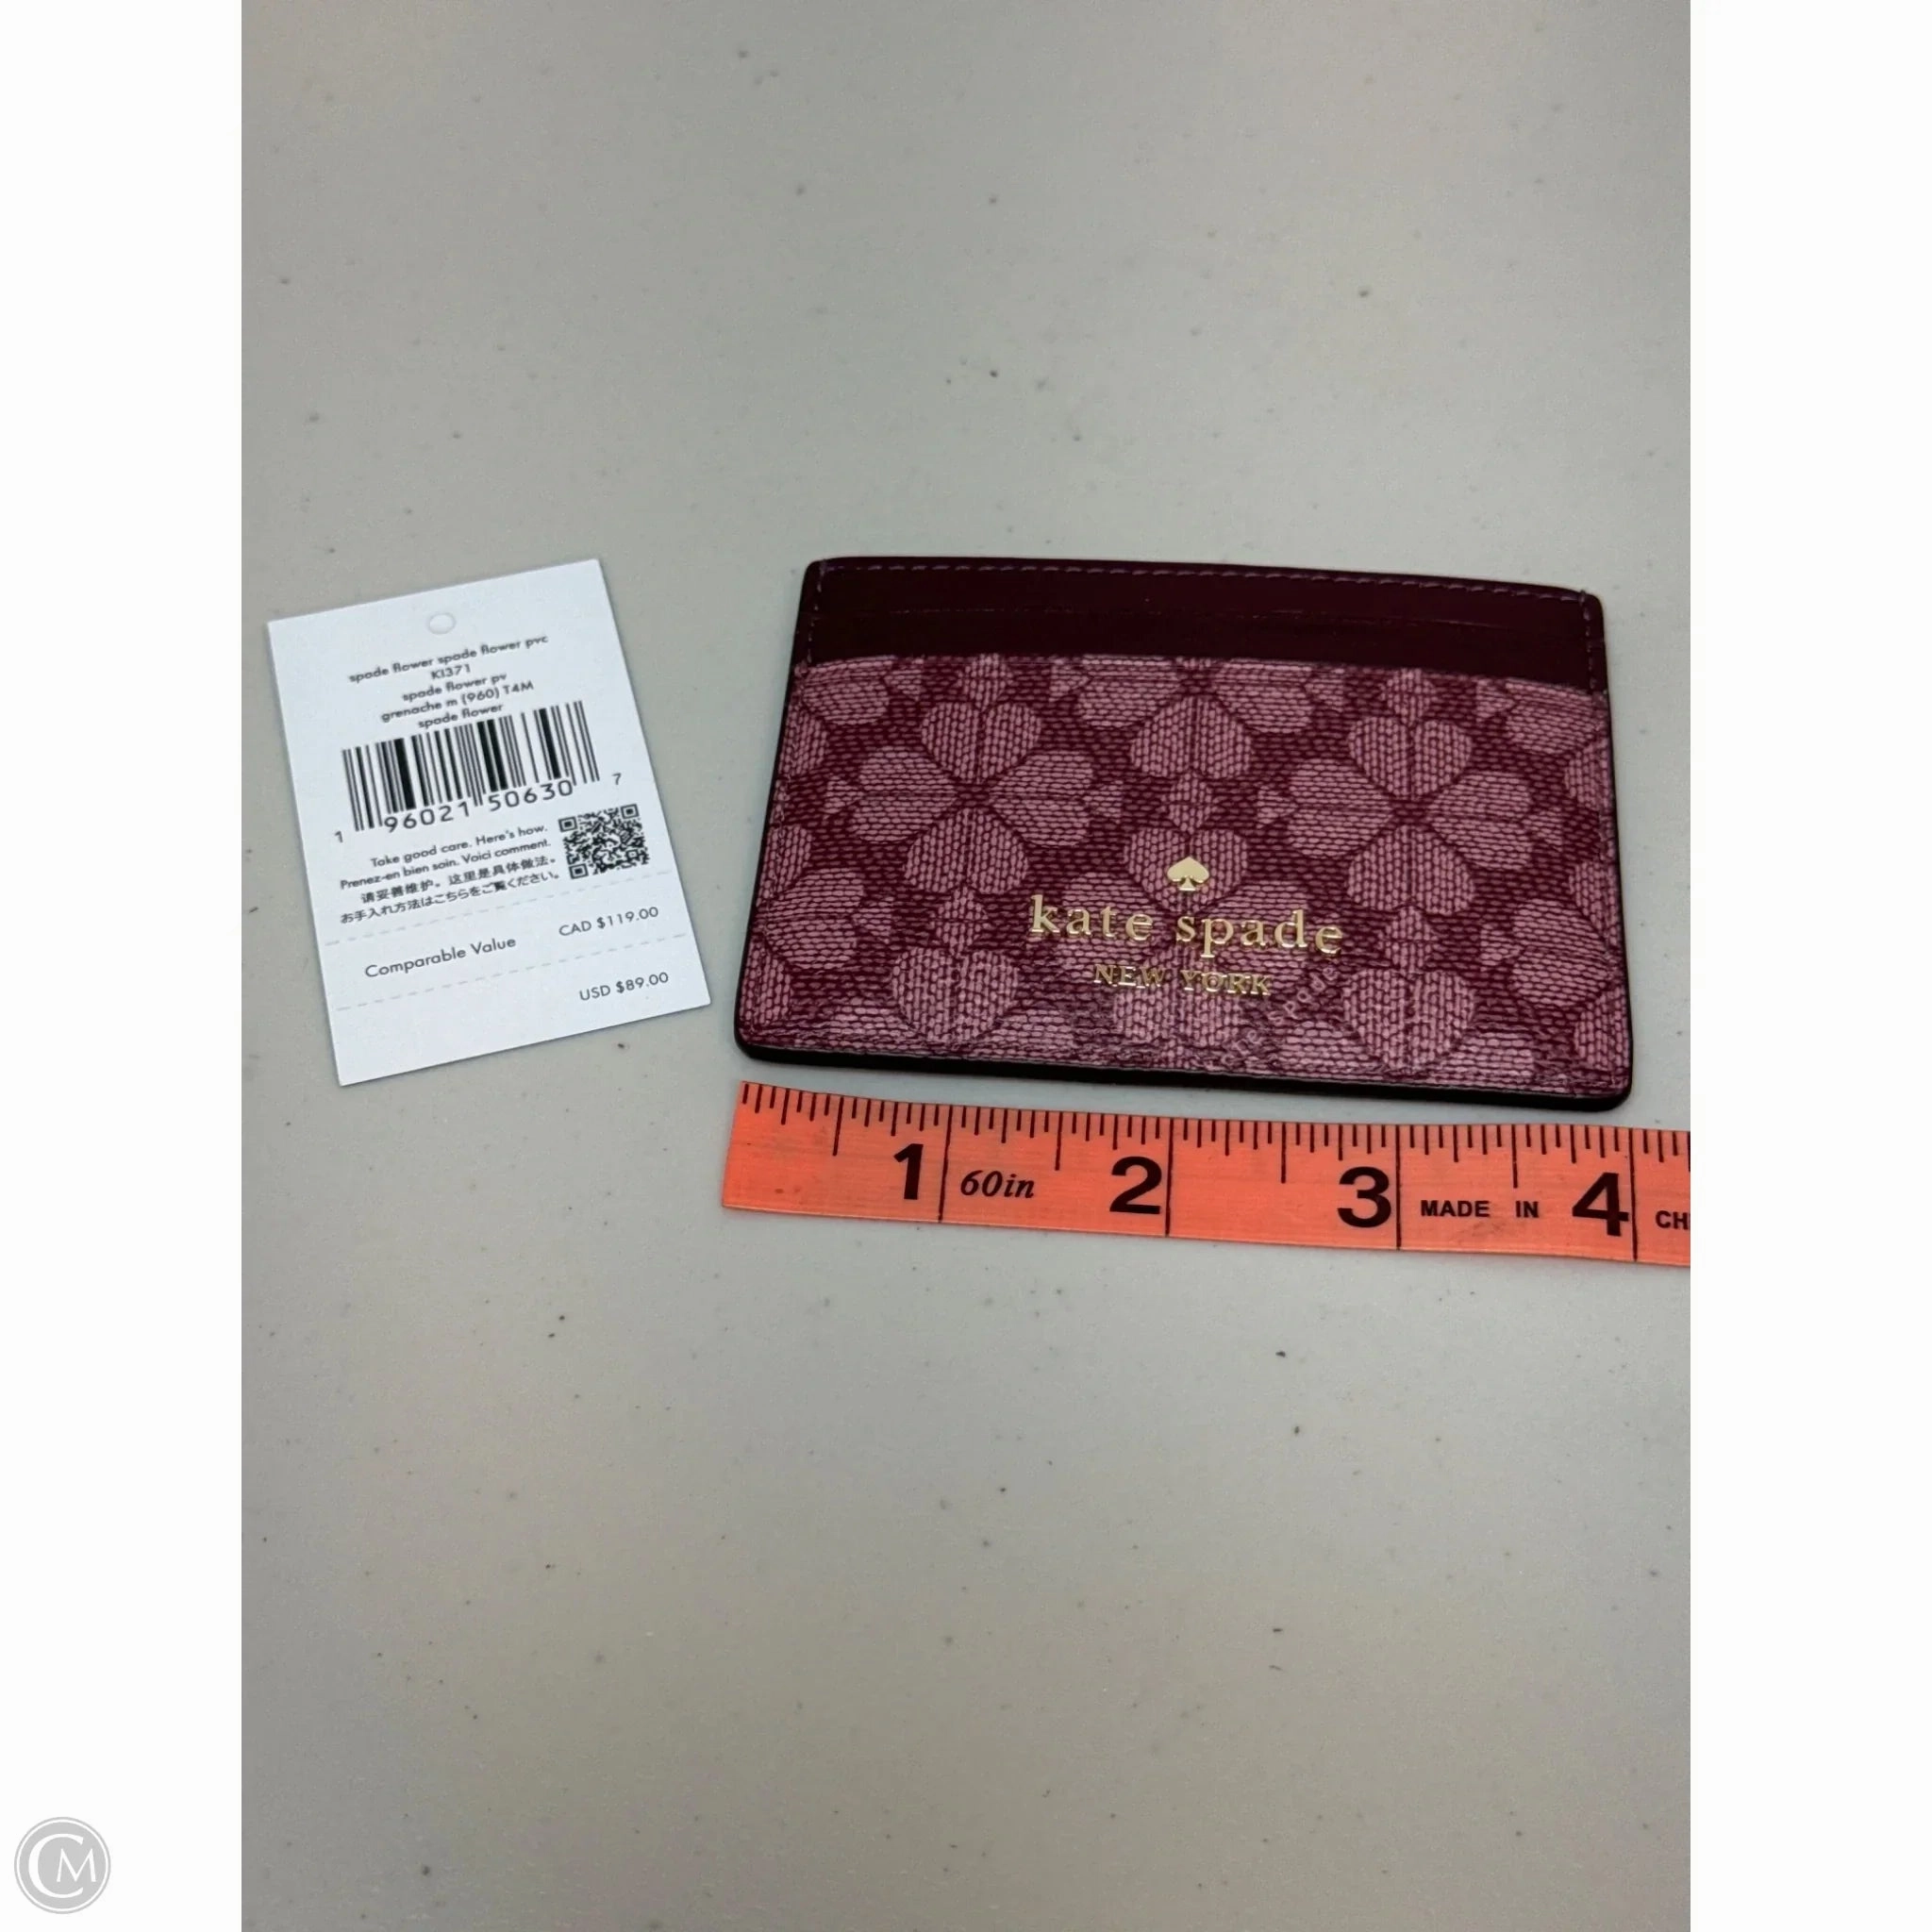 spade flower spade flower pvc
KI371
spade flower pv
grenache m (960) T4M
spade flower
1 96021 50630 7
Take good care. Here's how.
Prenez-en bien soin. Voici comment.
请妥善维护。这里是具体做法。
お手入れ方法はこちらをご覧ください。
Comparable Value CAD $119.00
USD $89.00
kate spade
NEW YORK
1 60in 2 3 MADE IN 4 CH
CM